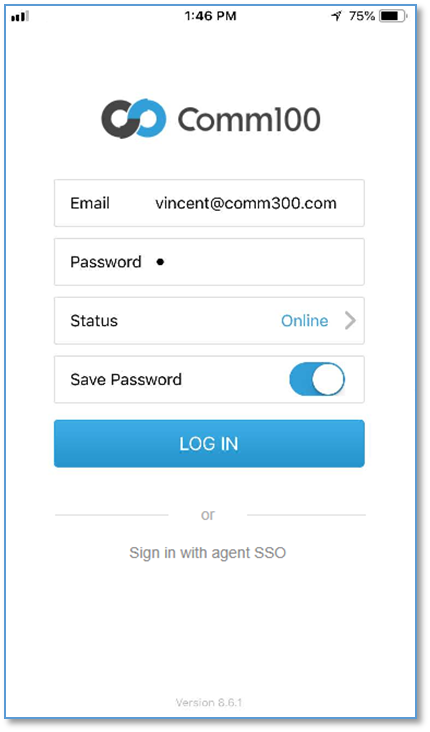 1:46 PM 75%
Comm100
Email vincent@comm300.com
Password •
Status Online
Save Password
LOG IN
or
Sign in with agent SSO
Version 8.6.1